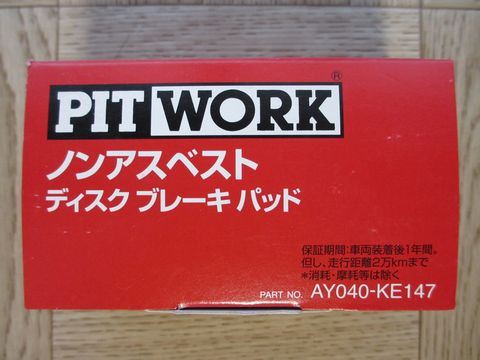 PIT WORK®
ノンアスベスト
ディスク ブレーキ パッド
保証期間:車両装着後1年間。
但し、走行距離2万kmまで
*消耗・摩耗等は除く
PART NO. AY040-KE147